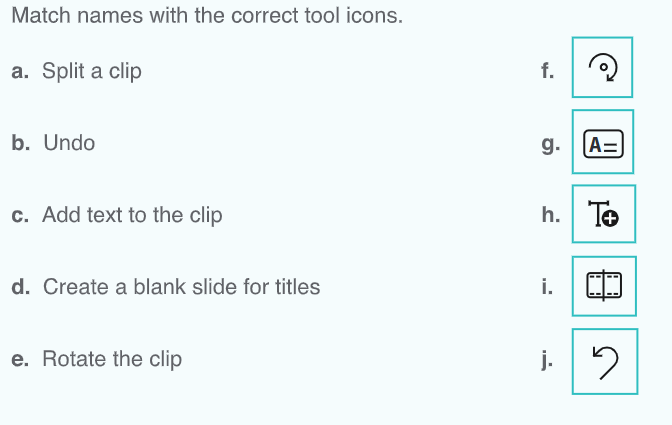 Match names with the correct tool icons.
a. Split a clip
f.
b. Undo
g. A
c. Add text to the clip
h. T
d. Create a blank slide for titles
i.
e. Rotate the clip
j.